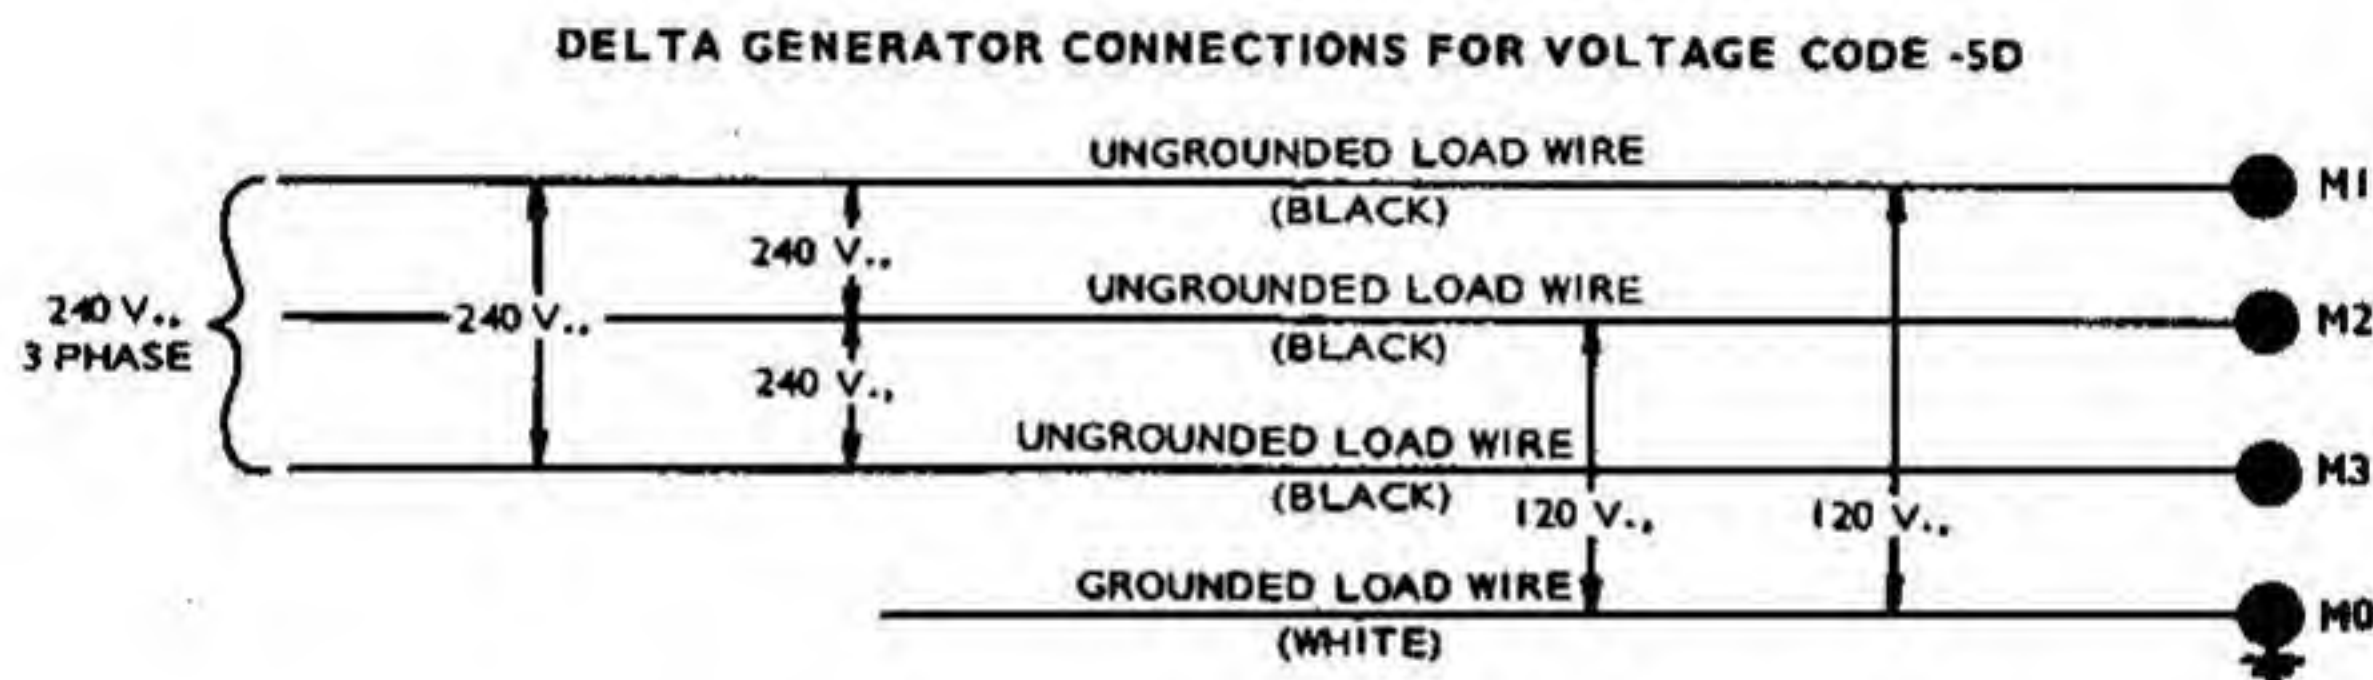 DELTA GENERATOR CONNECTIONS FOR VOLTAGE CODE -5D
UNGROUNDED LOAD WIRE
M1
(BLACK)
240 V..,
UNGROUNDED LOAD WIRE
240 V..,
3 PHASE
240 V..,
M2
(BLACK)
240 V..,
UNGROUNDED LOAD WIRE
M3
(BLACK)
120 V..,
120 V..,
GROUNDED LOAD WIRE
M0
(WHITE)